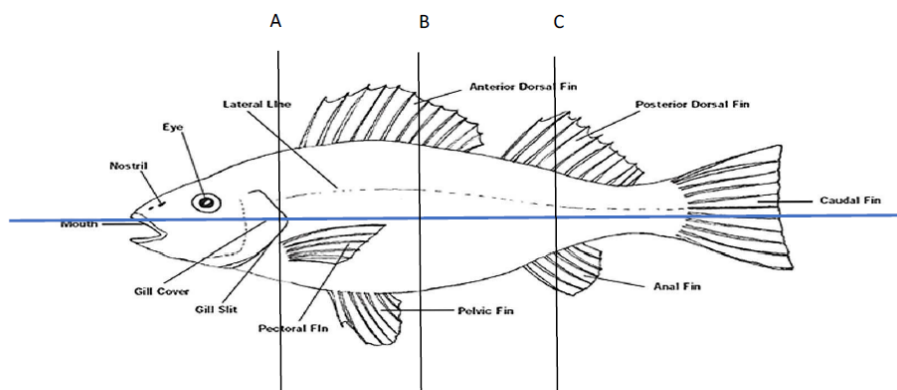 A
B
C
Anterior Dorsal Fin
Lateral Line
Posterior Dorsal Fin
Eye
Nostril
Mouth
Caudal Fin
Gill Cover
Anal Fin
Gill Slit
Pelvic Fin
Pectoral Fin